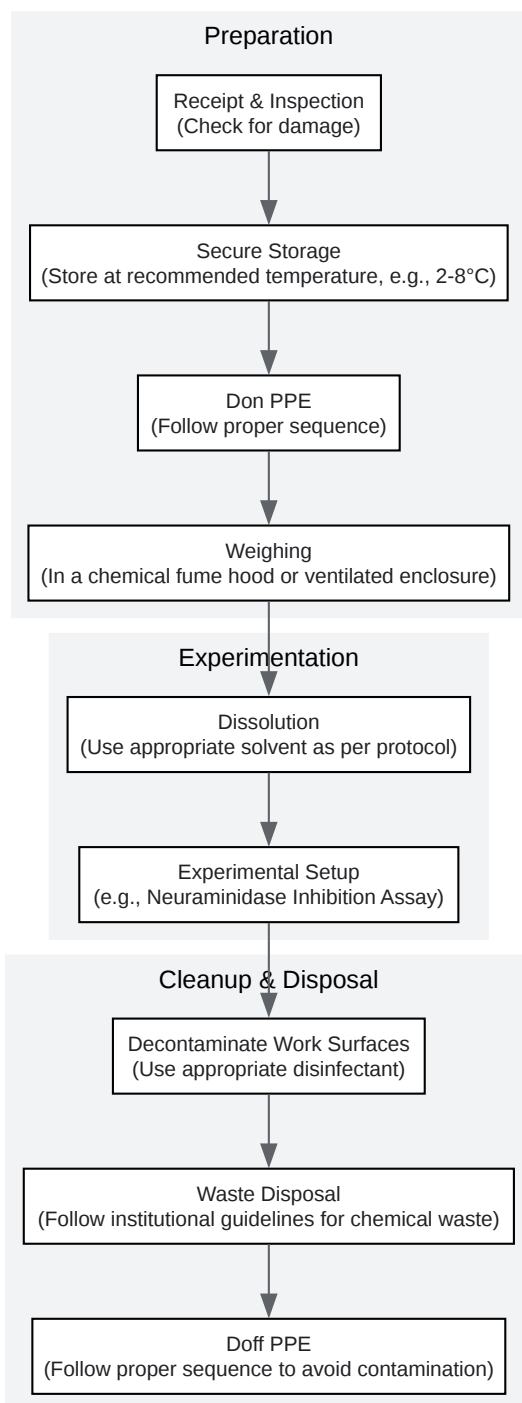 Preparation
Receipt & Inspection
(Check for damage)
Secure Storage
(Store at recommended temperature, e.g., 2-8°C)
Don PPE
(Follow proper sequence)
Weighing
(In a chemical fume hood or ventilated enclosure)
Experimentation
Dissolution
(Use appropriate solvent as per protocol)
Experimental Setup
(e.g., Neuraminidase Inhibition Assay)
Cleanup & Disposal
Decontaminate Work Surfaces
(Use appropriate disinfectant)
Waste Disposal
(Follow institutional guidelines for chemical waste)
Doff PPE
(Follow proper sequence to avoid contamination)